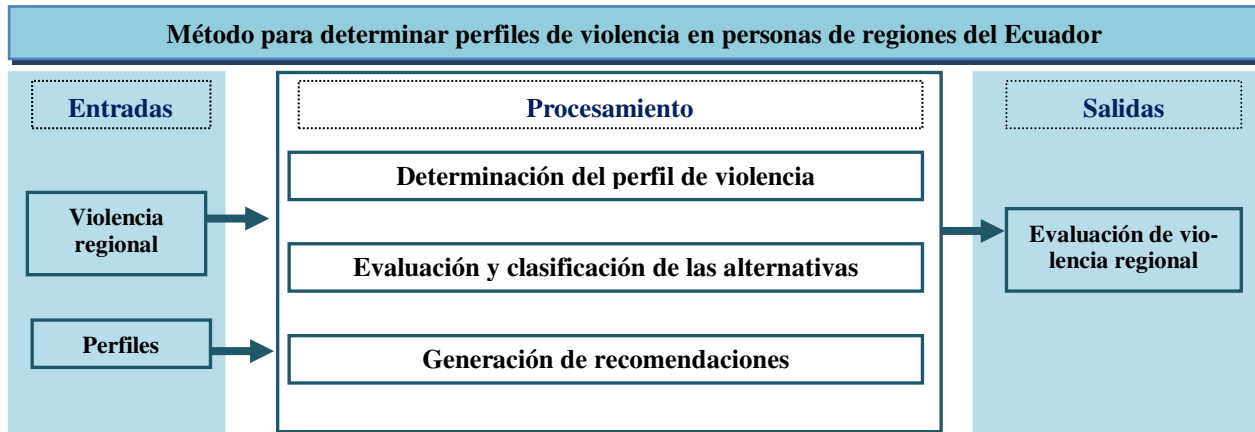 Método para determinar perfiles de violencia en personas de regiones del Ecuador
Entradas
Violencia
regional
Perfiles
Procesamiento
Determinación del perfil de violencia
Evaluación y clasificación de las alternativas
Generación de recomendaciones
Salidas
Evaluación de vio-
lencia regional